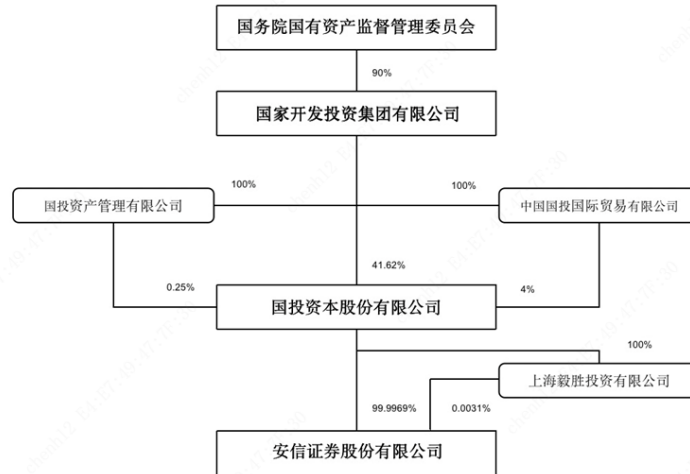 国务院国有资产监督管理委员会
90%
国家开发投资集团有限公司
100%
100%
国投资产管理有限公司
中国国投国际贸易有限公司
41.62%
0.25%
4%
国投资本股份有限公司
100%
上海毅胜投资有限公司
99.9969%
0.0031%
安信证券股份有限公司